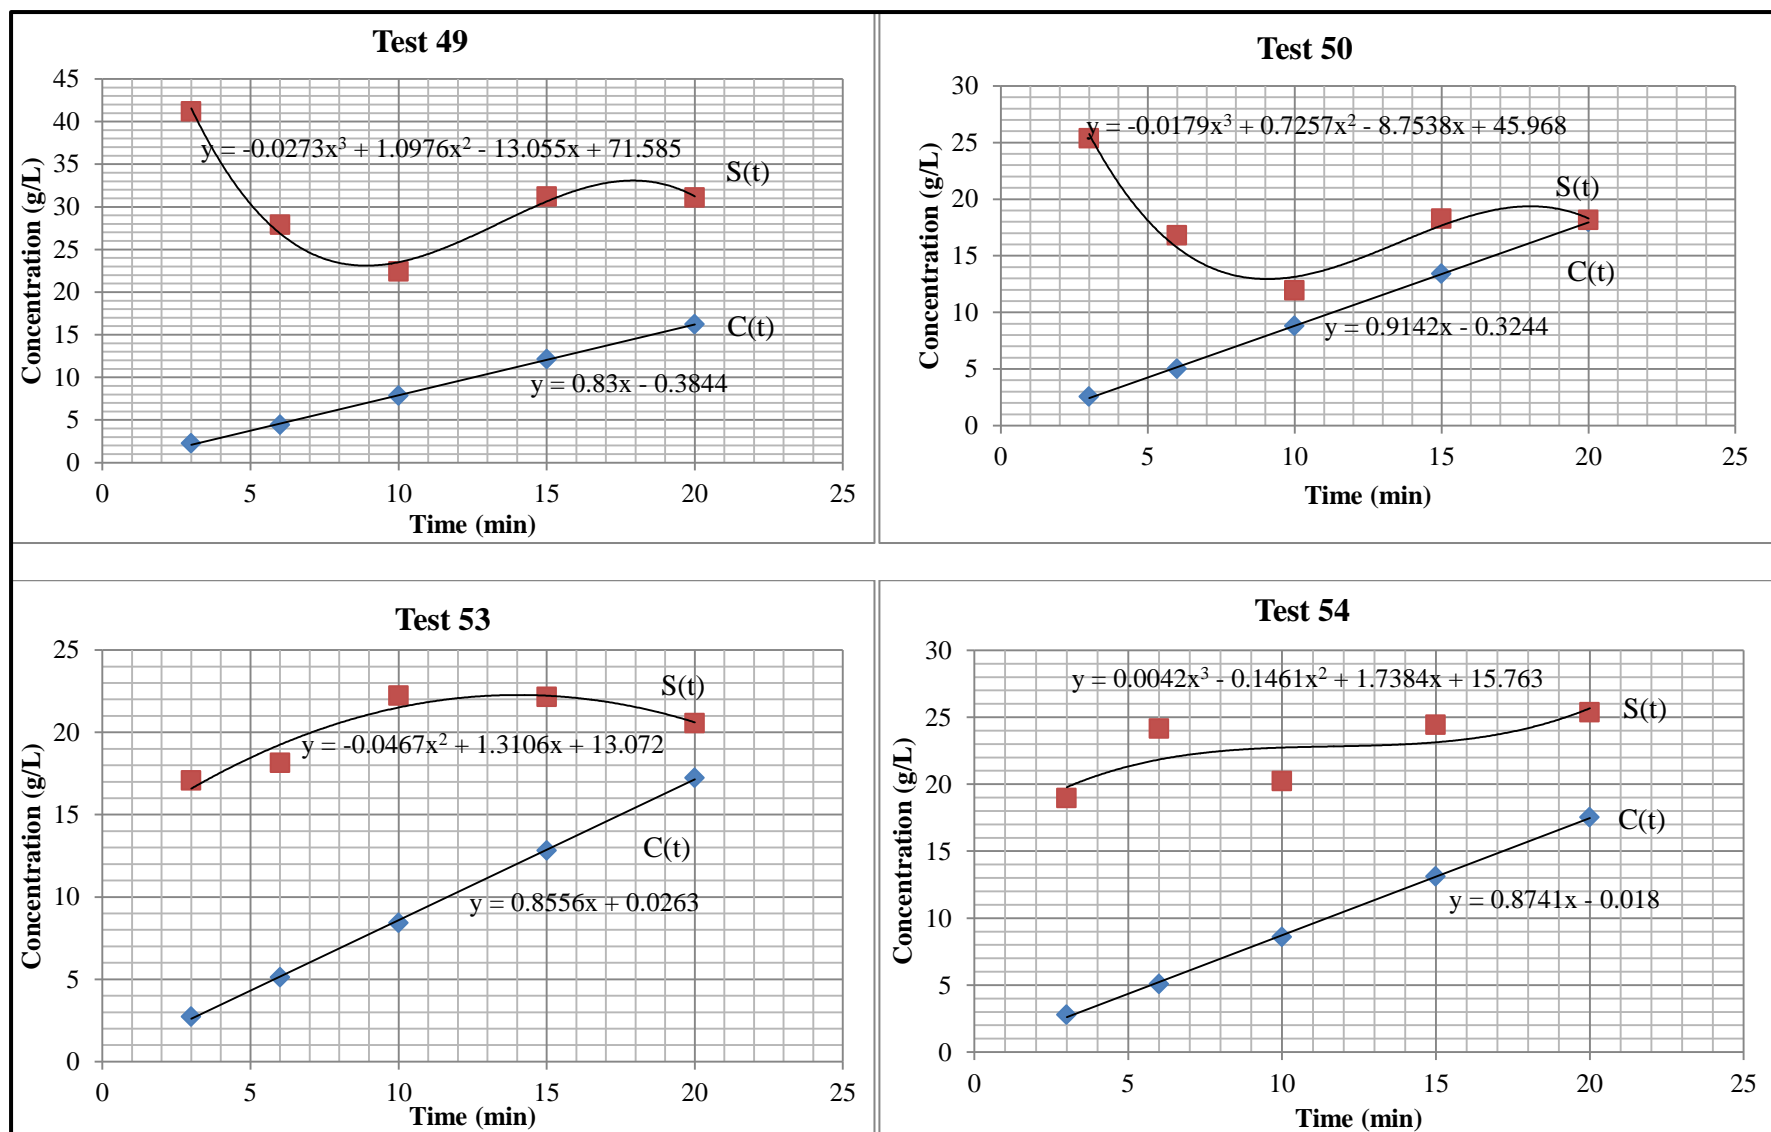 Test 49
45
40
35
30
25
20
15
10
5
0
Concentration (g/L)
y = -0.0273x³ + 1.0976x² - 13.055x + 71.585
S(t)
C(t)
y = 0.83x - 0.3844
0 5 10 15 20 25
Time (min)
Test 50
30
25
20
15
10
5
0
Concentration (g/L)
y = -0.0179x³ + 0.7257x² - 8.7538x + 45.968
S(t)
C(t)
y = 0.9142x - 0.3244
0 5 10 15 20 25
Time (min)
Test 53
25
20
15
10
5
0
Concentration (g/L)
S(t)
y = -0.0467x² + 1.3106x + 13.072
C(t)
y = 0.8556x + 0.0263
0 5 10 15 20 25
Time (min)
Test 54
30
25
20
15
10
5
0
Concentration (g/L)
y = 0.0042x³ - 0.1461x² + 1.7384x + 15.763
S(t)
C(t)
y = 0.8741x - 0.018
0 5 10 15 20 25
Time (min)